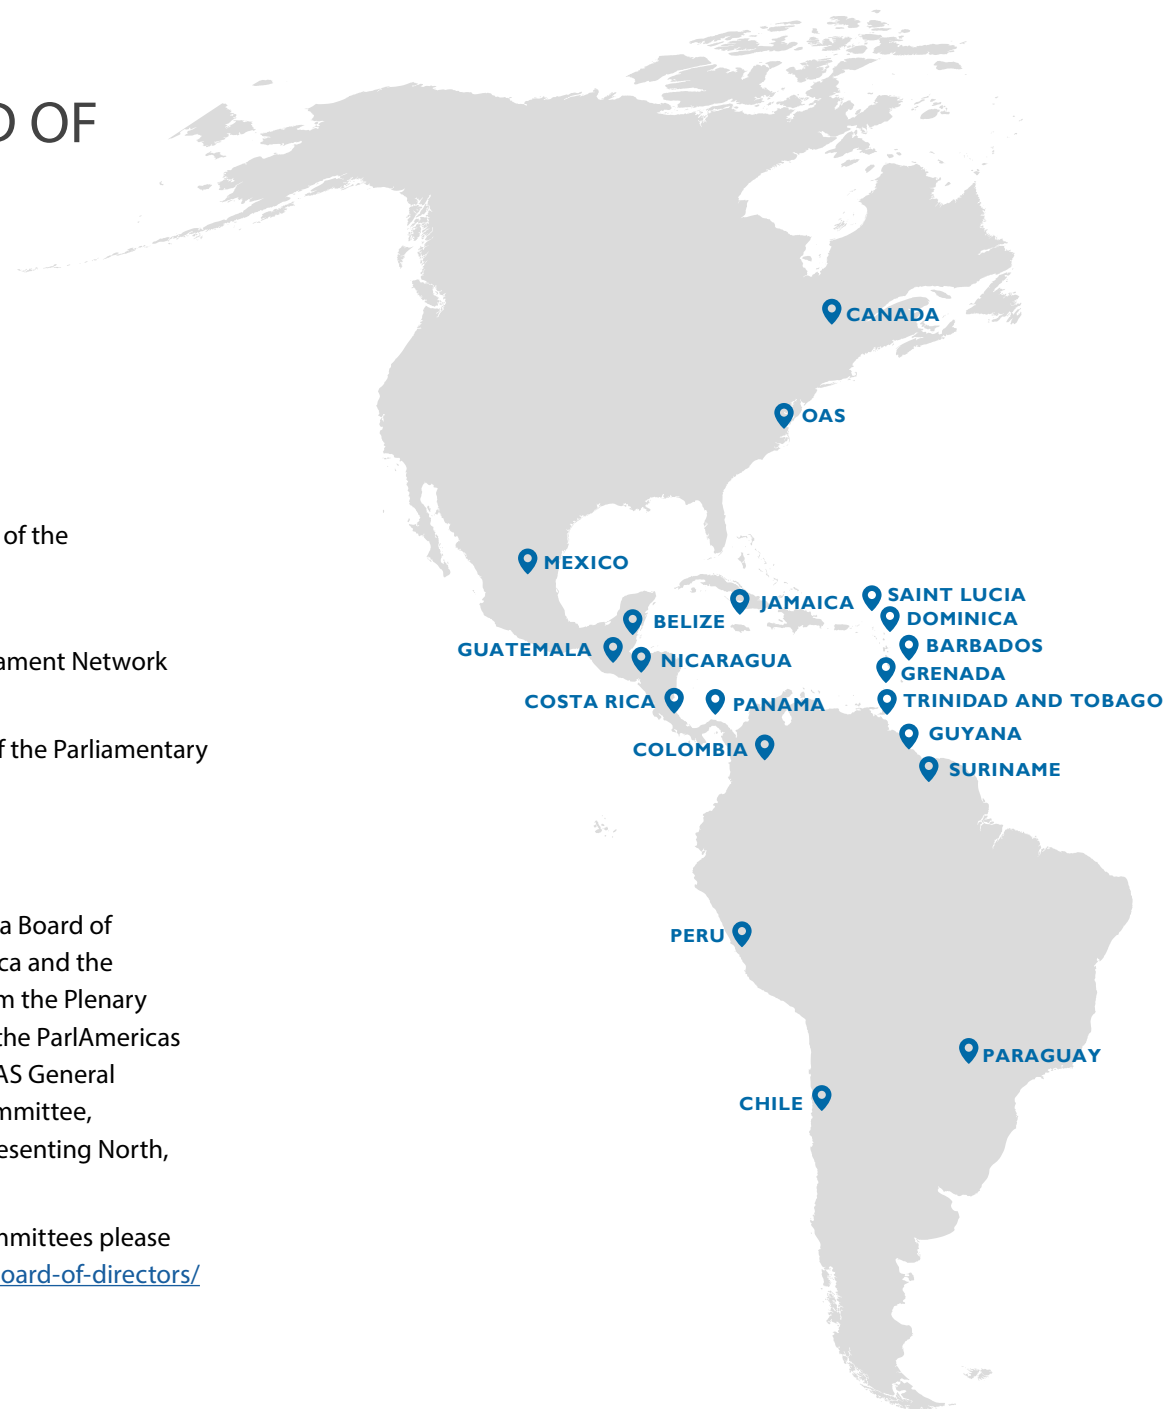 D OF
of the
ament Network
f the Parliamentary
a Board of
ca and the
m the Plenary
the ParlAmericas
AS General
mmittee,
esenting North,
mmittees please
oard-of-directors/
CANADA
OAS
MEXICO
JAMAICA
SAINT LUCIA
BELIZE
DOMINICA
GUATEMALA
BARBADOS
NICARAGUA
GRENADA
COSTA RICA
PANAMA
TRINIDAD AND TOBAGO
GUYANA
COLOMBIA
SURINAME
PERU
PARAGUAY
CHILE